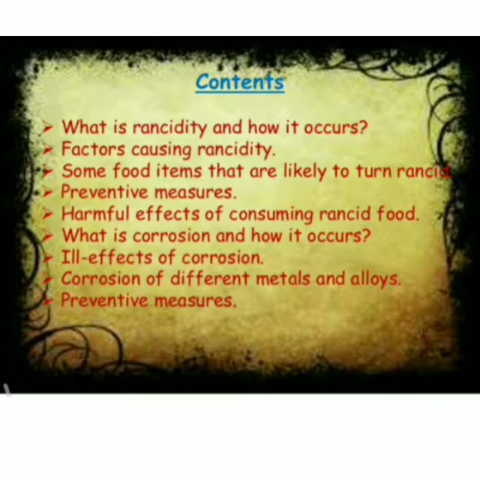 Contents
What is rancidity and how it occurs?
Factors causing rancidity.
Some food items that are likely to turn rancid.
Preventive measures.
Harmful effects of consuming rancid food.
What is corrosion and how it occurs?
Ill-effects of corrosion.
Corrosion of different metals and alloys.
Preventive measures.